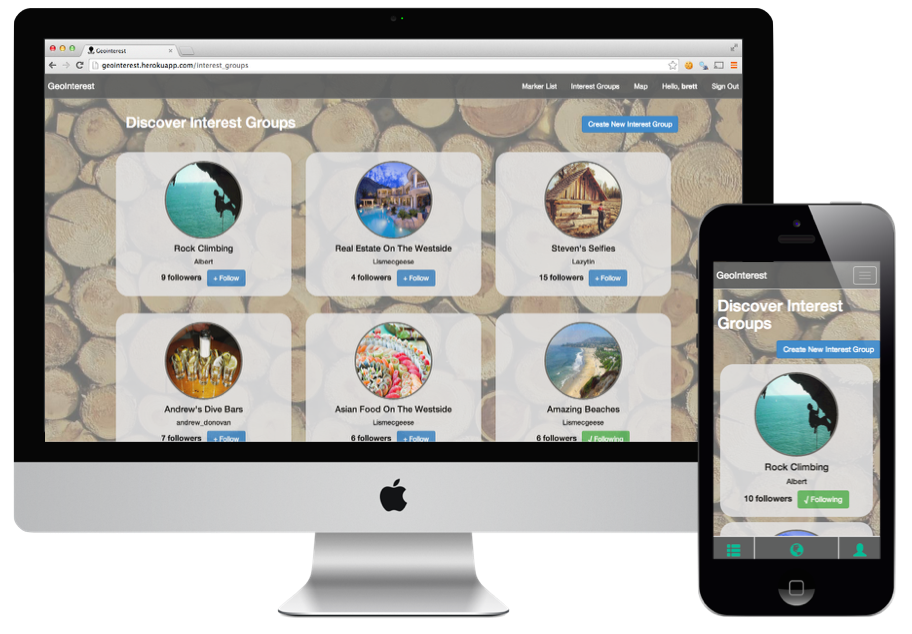 Geointerest
geointerest.herokuapp.com/interest_groups
GeoInterest
Marker List Interest Groups Map Hello, brett Sign Out
Discover Interest Groups
Create New Interest Group
Rock Climbing
Albert
9 followers + Follow
Real Estate On The Westside
Lismecgeese
4 followers + Follow
Steven's Selfies
Lazytin
15 followers + Follow
Andrew's Dive Bars
andrew_donovan
7 followers + Follow
Asian Food On The Westside
Lismecgeese
6 followers + Follow
Amazing Beaches
Lismecgeese
6 followers √ Following
GeoInterest
Discover Interest
Groups
Create New Interest Group
Rock Climbing
Albert
10 followers √ Following